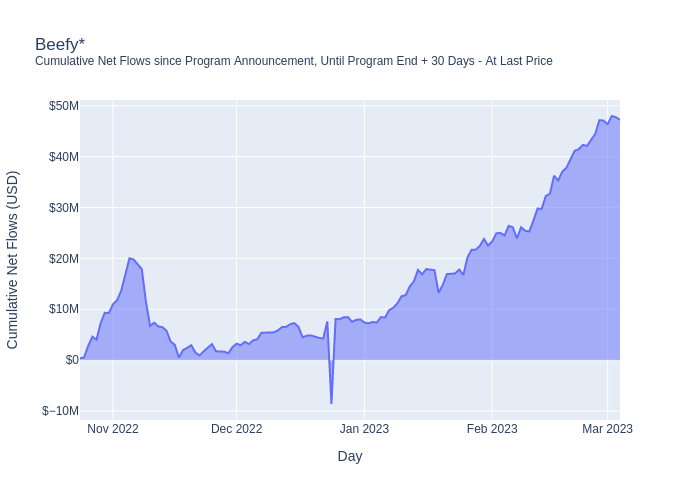 Beefy*
Cumulative Net Flows since Program Announcement, Until Program End + 30 Days - At Last Price
Cumulative Net Flows (USD)
$50M
$40M
$30M
$20M
$10M
$0
$−10M
Nov 2022
Dec 2022
Jan 2023
Feb 2023
Mar 2023
Day